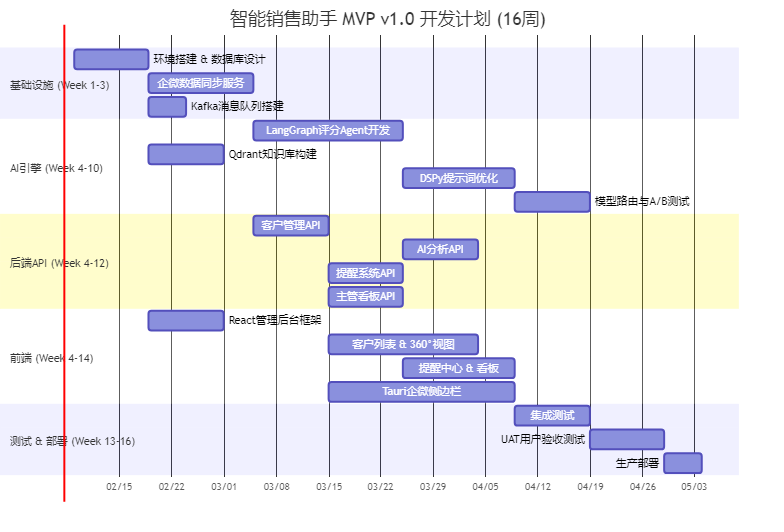 智能销售助手 MVP v1.0 开发计划 (16周)
环境搭建 & 数据库设计
基础设施 (Week 1-3)
企微数据同步服务
Kafka消息队列搭建
LangGraph评分Agent开发
Qdrant知识库构建
AI引擎 (Week 4-10)
DSPy提示词优化
模型路由与A/B测试
客户管理API
AI分析API
后端API (Week 4-12)
提醒系统API
主管看板API
React管理后台框架
客户列表 & 360°视图
前端 (Week 4-14)
提醒中心 & 看板
Tauri企微侧边栏
集成测试
测试 & 部署 (Week 13-16)
UAT用户验收测试
生产部署
02/15 02/22 03/01 03/08 03/15 03/22 03/29 04/05 04/12 04/19 04/26 05/03